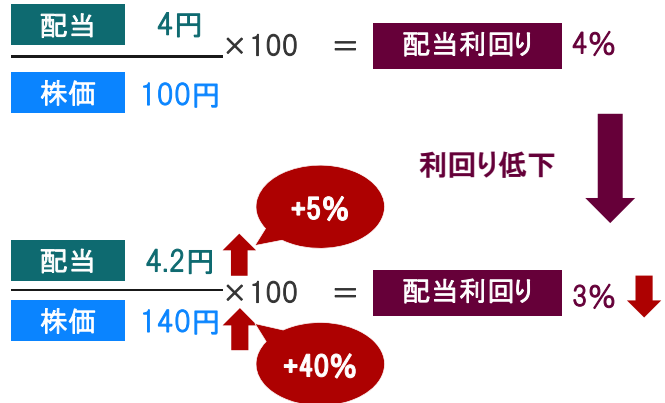 配当 4円
×100 = 配当利回り 4%
株価 100円
利回り低下
+5%
配当 4.2円
×100 = 配当利回り 3%
株価 140円
+40%